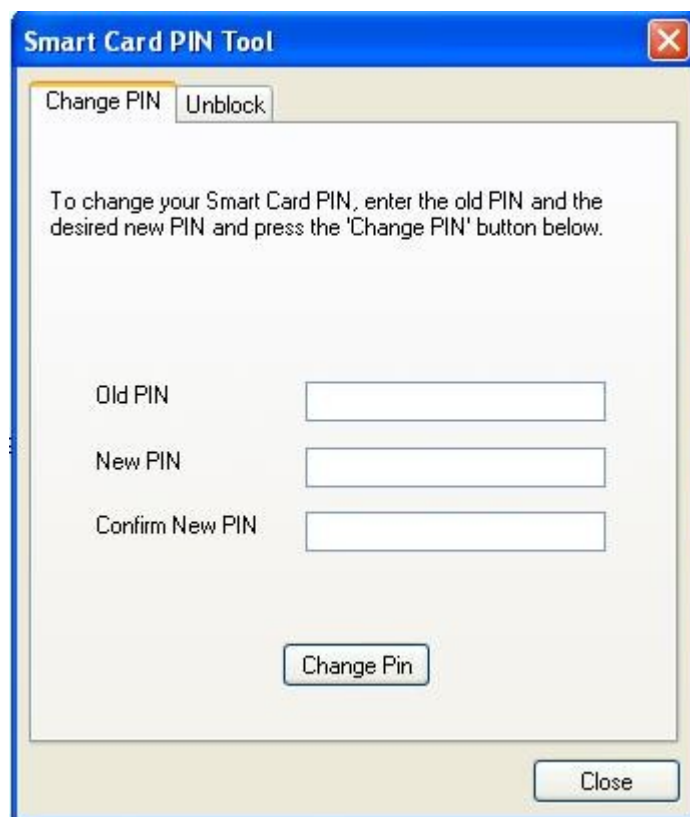 Smart Card PIN Tool
Change PIN
Unblock
To change your Smart Card PIN, enter the old PIN and the
desired new PIN and press the 'Change PIN' button below.
Old PIN
New PIN
Confirm New PIN
Change Pin
Close